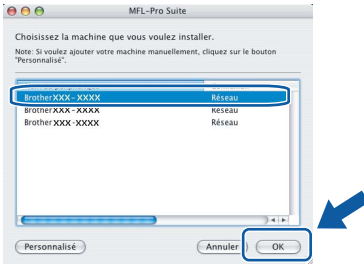 MFL-Pro Suite
Choisissez la machine que vous voulez installer.
Note: Si voulez ajouter votre machine manuellement, cliquez sur le bouton
"Personnalisé".
Brother XXX-XXXX Réseau
Brother XXX-XXXX Réseau
Brother XXX-XXXX Réseau
Personnalisé Annuler OK